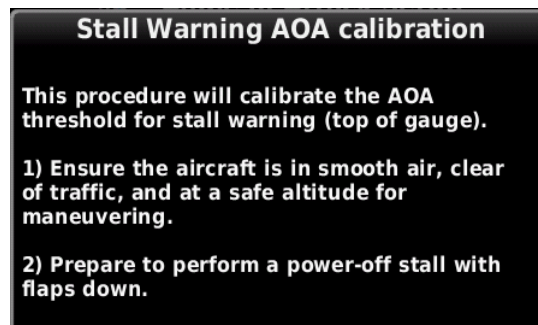 Stall Warning AOA calibration
This procedure will calibrate the AOA
threshold for stall warning (top of gauge).
1) Ensure the aircraft is in smooth air, clear
of traffic, and at a safe altitude for
maneuvering.
2) Prepare to perform a power-off stall with
flaps down.